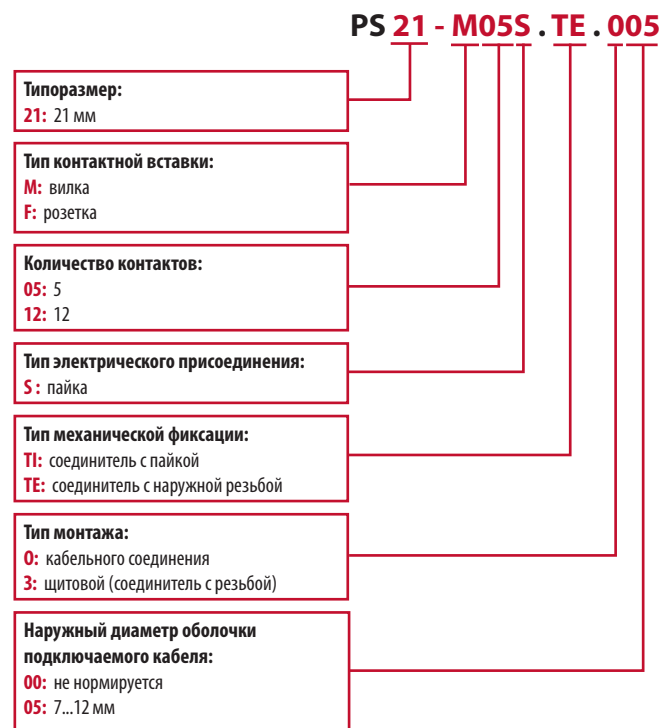 PS 21 - M05S . TE . 005
Типоразмер:
21: 21 мм
Тип контактной вставки:
M: вилка
F: розетка
Количество контактов:
05: 5
12: 12
Тип электрического присоединения:
S : пайка
Тип механической фиксации:
TI: соединитель с пайкой
TE: соединитель с наружной резьбой
Тип монтажа:
0: кабельного соединения
3: щитовой (соединитель с резьбой)
Наружный диаметр оболочки
подключаемого кабеля:
00: не нормируется
05: 7...12 мм